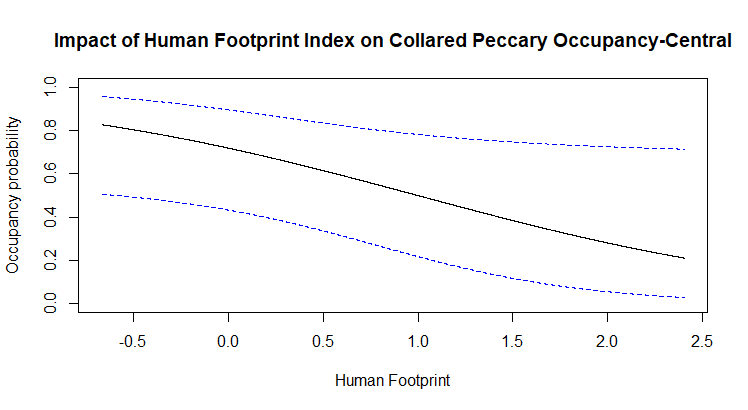 Impact of Human Footprint Index on Collared Peccary Occupancy-Central
Occupancy probability
1.0
0.8
0.6
0.4
0.2
0.0
-0.5 0.0 0.5 1.0 1.5 2.0 2.5
Human Footprint